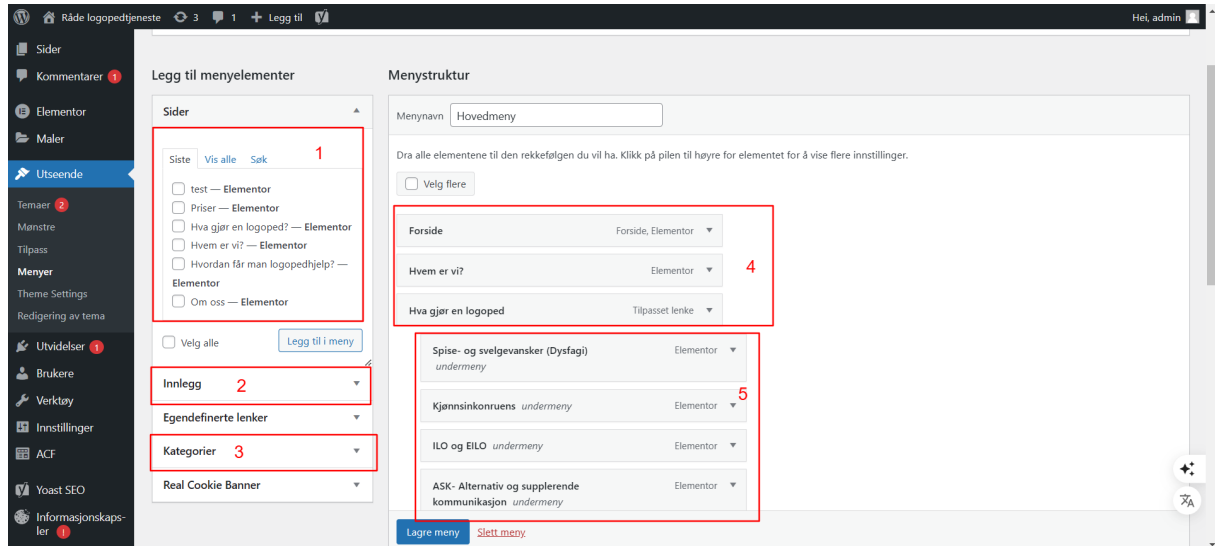 Råde logopedtjeneste 3 1 Legg til Hei, admin
Sider
Kommentarer 1
Elementor
Maler
Utseende
Temaer 2
Mønstre
Tilpass
Menyer
Theme Settings
Redigering av tema
Utvidelser 1
Brukere
Verktøy
Innstillinger
ACF
Yoast SEO
Informasjonskaps-
ler !
Legg til menyelementer
Sider
1
Siste Vis alle Søk
test — Elementor
Priser — Elementor
Hva gjør en logoped? — Elementor
Hvem er vi? — Elementor
Hvordan får man logopedhjelp? —
Elementor
Om oss — Elementor
Velg alle Legg til i meny
Innlegg 2
Egendefinerte lenker
Kategorier 3
Real Cookie Banner
Menystruktur
Menynavn Hovedmeny
Dra alle elementene til den rekkefølgen du vil ha. Klikk på pilen til høyre for elementet for å vise flere innstillinger.
Velg flere
Forside Forside, Elementor
Hvem er vi? Elementor 4
Hva gjør en logoped Tilpasset lenke
Spise- og svelgevansker (Dysfagi) Elementor
undermeny
5
Kjønnsinkonruens undermeny Elementor
ILO og EILO undermeny Elementor
ASK- Alternativ og supplerende Elementor
kommunikasjon undermeny
Lagre meny Slett meny